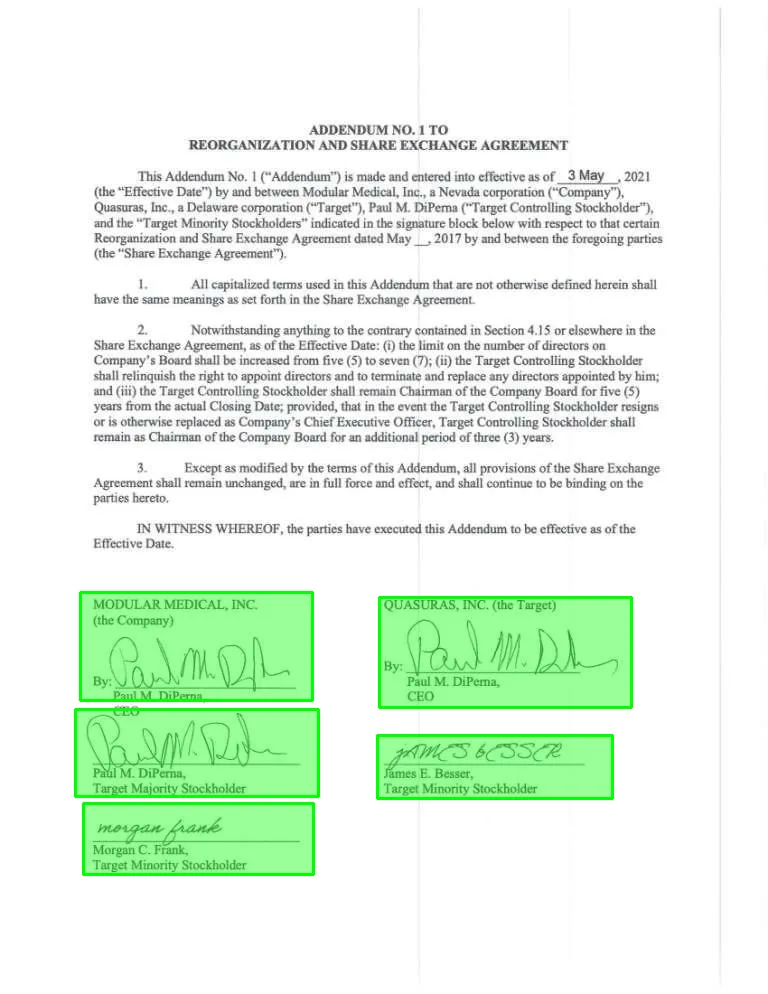 ADDENDUM NO. 1 TO
REORGANIZATION AND SHARE EXCHANGE AGREEMENT
This Addendum No. 1 (“Addendum”) is made and entered into effective as of 3 May, 2021
(the “Effective Date”) by and between Modular Medical, Inc., a Nevada corporation (“Company”),
Quasuras, Inc., a Delaware corporation (“Target”), Paul M. DiPerna (“Target Controlling Stockholder”),
and the “Target Minority Stockholders” indicated in the signature block below with respect to that certain
Reorganization and Share Exchange Agreement dated May __, 2017 by and between the foregoing parties
(the “Share Exchange Agreement”).
1. All capitalized terms used in this Addendum that are not otherwise defined herein shall
have the same meanings as set forth in the Share Exchange Agreement.
2. Notwithstanding anything to the contrary contained in Section 4.15 or elsewhere in the
Share Exchange Agreement, as of the Effective Date: (i) the limit on the number of directors on
Company’s Board shall be increased from five (5) to seven (7); (ii) the Target Controlling Stockholder
shall relinquish the right to appoint directors and to terminate and replace any directors appointed by him;
and (iii) the Target Controlling Stockholder shall remain Chairman of the Company Board for five (5)
years from the actual Closing Date; provided, that in the event the Target Controlling Stockholder resigns
or is otherwise replaced as Company’s Chief Executive Officer, Target Controlling Stockholder shall
remain as Chairman of the Company Board for an additional period of three (3) years.
3. Except as modified by the terms of this Addendum, all provisions of the Share Exchange
Agreement shall remain unchanged, are in full force and effect, and shall continue to be binding on the
parties hereto.
IN WITNESS WHEREOF, the parties have executed this Addendum to be effective as of the
Effective Date.
MODULAR MEDICAL, INC.
(the Company)
By: Paul M. D
Paul M. DiPerna,
CEO
QUASURAS, INC. (the Target)
By: Paul M. D
Paul M. DiPerna,
CEO
Paul M. D
Paul M. DiPerna,
Target Majority Stockholder
JAMES BESSER
James E. Besser,
Target Minority Stockholder
morgan frank
Morgan C. Frank,
Target Minority Stockholder